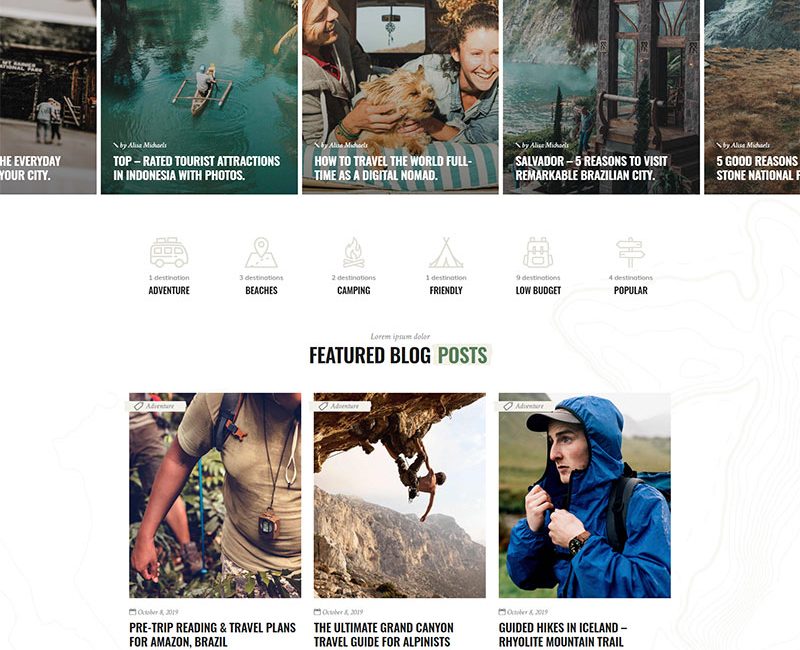 MT RAINIER
NATIONAL PARK
by Alisa Michaels
by Alisa Michaels
by Alisa Michaels
by Alisa Michaels
HE EVERYDAY
YOUR CITY.
TOP – RATED TOURIST ATTRACTIONS
IN INDONESIA WITH PHOTOS.
HOW TO TRAVEL THE WORLD FULL-
TIME AS A DIGITAL NOMAD.
SALVADOR – 5 REASONS TO VISIT
REMARKABLE BRAZILIAN CITY.
5 GOOD REASONS
STONE NATIONAL
1 destination
ADVENTURE
3 destinations
BEACHES
2 destinations
CAMPING
1 destination
FRIENDLY
9 destinations
LOW BUDGET
4 destinations
POPULAR
Lorem ipsum dolor
FEATURED BLOG POSTS
Adventure
Adventure
Adventure
October 8, 2019
PRE-TRIP READING & TRAVEL PLANS
FOR AMAZON, BRAZIL
October 8, 2019
THE ULTIMATE GRAND CANYON
TRAVEL GUIDE FOR ALPINISTS
October 8, 2019
GUIDED HIKES IN ICELAND –
RHYOLITE MOUNTAIN TRAIL